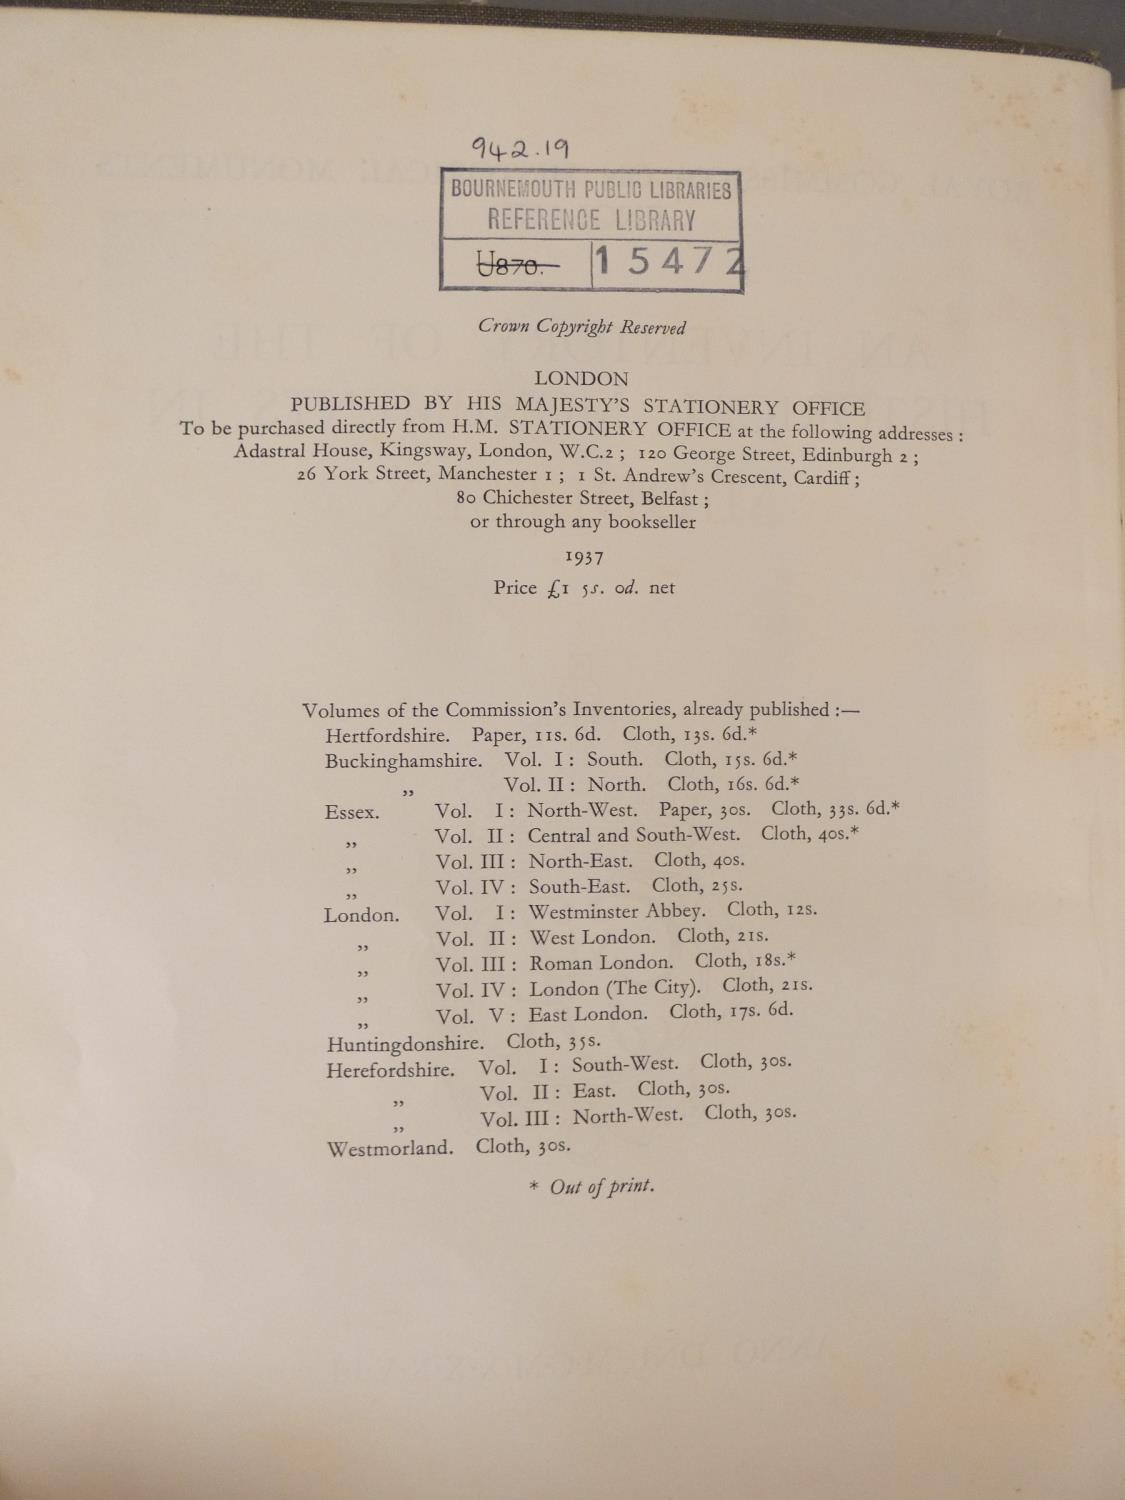 942.19
BOURNEMOUTH PUBLIC LIBRARIES
REFERENCE LIBRARY
U870. 15472
Crown Copyright Reserved
LONDON
PUBLISHED BY HIS MAJESTY'S STATIONERY OFFICE
To be purchased directly from H.M. STATIONERY OFFICE at the following addresses :
Adastral House, Kingsway, London, W.C.2 ; 120 George Street, Edinburgh 2 ;
26 York Street, Manchester 1 ; 1 St. Andrew's Crescent, Cardiff ;
80 Chichester Street, Belfast ;
or through any bookseller
1937
Price £1 5s. 0d. net
Volumes of the Commission's Inventories, already published :—
Hertfordshire. Paper, 11s. 6d. Cloth, 13s. 6d.*
Buckinghamshire. Vol. I : South. Cloth, 15s. 6d.*
„ Vol. II : North. Cloth, 16s. 6d.*
Essex. Vol. I : North-West. Paper, 30s. Cloth, 33s. 6d.*
„ Vol. II : Central and South-West. Cloth, 40s.*
„ Vol. III : North-East. Cloth, 40s.
„ Vol. IV : South-East. Cloth, 25s.
London. Vol. I : Westminster Abbey. Cloth, 12s.
„ Vol. II : West London. Cloth, 21s.
„ Vol. III : Roman London. Cloth, 18s.*
„ Vol. IV : London (The City). Cloth, 21s.
„ Vol. V : East London. Cloth, 17s. 6d.
Huntingdonshire. Cloth, 35s.
Herefordshire. Vol. I : South-West. Cloth, 30s.
„ Vol. II : East. Cloth, 30s.
„ Vol. III : North-West. Cloth, 30s.
Westmorland. Cloth, 30s.
* Out of print.